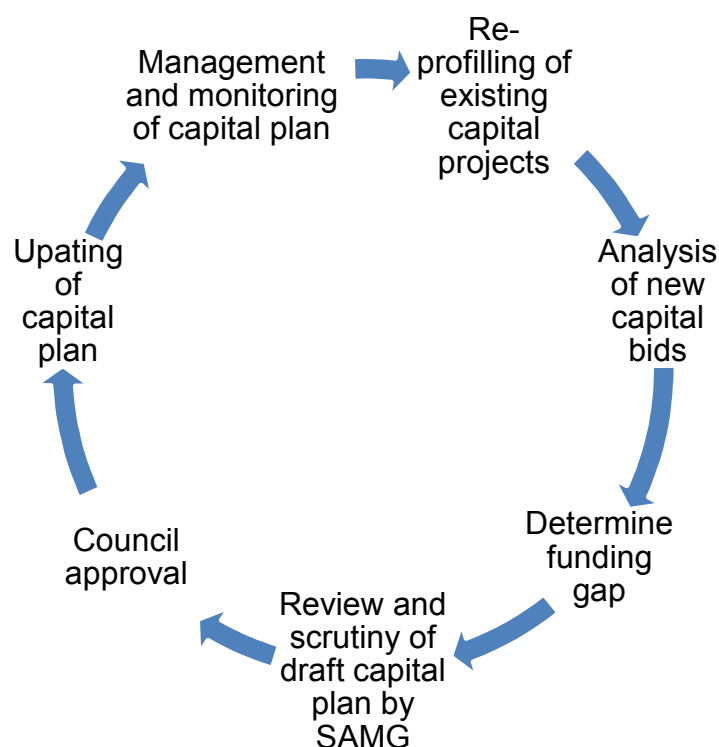 Re-
profilling of
existing
capital
projects
Analysis
of new
capital
bids
Determine
funding
gap
Review and
scrutiny of
draft capital
plan by
SAMG
Council
approval
Upating
of
capital
plan
Management
and monitoring
of capital plan